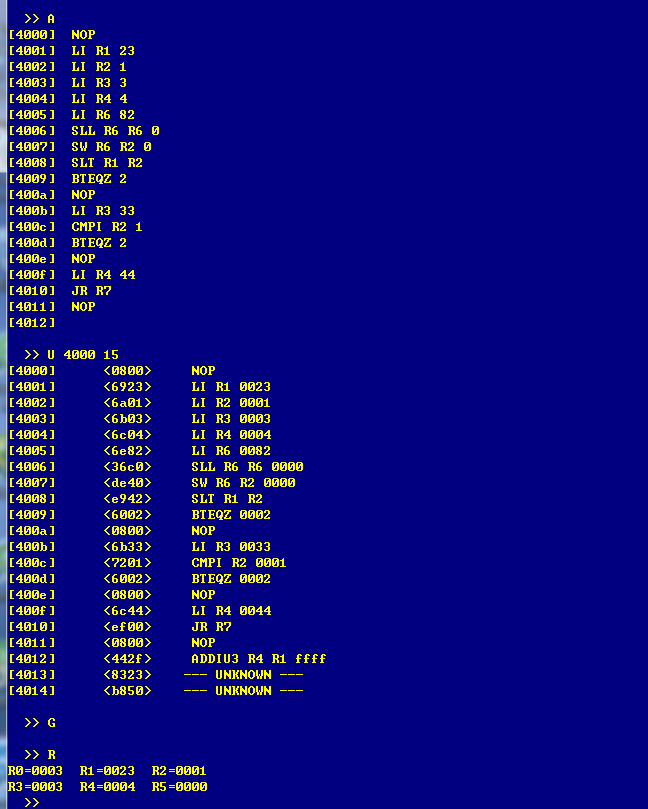 >> A
[4000] NOP
[4001] LI R1 23
[4002] LI R2 1
[4003] LI R3 3
[4004] LI R4 4
[4005] LI R6 82
[4006] SLL R6 R6 0
[4007] SW R6 R2 0
[4008] SLT R1 R2
[4009] BTEQZ 2
[400a] NOP
[400b] LI R3 33
[400c] CMPI R2 1
[400d] BTEQZ 2
[400e] NOP
[400f] LI R4 44
[4010] JR R7
[4011] NOP
[4012]
>> U 4000 15
[4000] <0800> NOP
[4001] <6923> LI R1 0023
[4002] <6a01> LI R2 0001
[4003] <6b03> LI R3 0003
[4004] <6c04> LI R4 0004
[4005] <6e82> LI R6 0082
[4006] <36c0> SLL R6 R6 0000
[4007] <de40> SW R6 R2 0000
[4008] <e942> SLT R1 R2
[4009] <6002> BTEQZ 0002
[400a] <0800> NOP
[400b] <6b33> LI R3 0033
[400c] <7201> CMPI R2 0001
[400d] <6002> BTEQZ 0002
[400e] <0800> NOP
[400f] <6c44> LI R4 0044
[4010] <ef00> JR R7
[4011] <0800> NOP
[4012] <442f> ADDIU3 R4 R1 ffff
[4013] <8323> --- UNKNOWN ---
[4014] <b850> --- UNKNOWN ---
>> G
>> R
R0=0003 R1=0023 R2=0001
R3=0003 R4=0004 R5=0000
>>